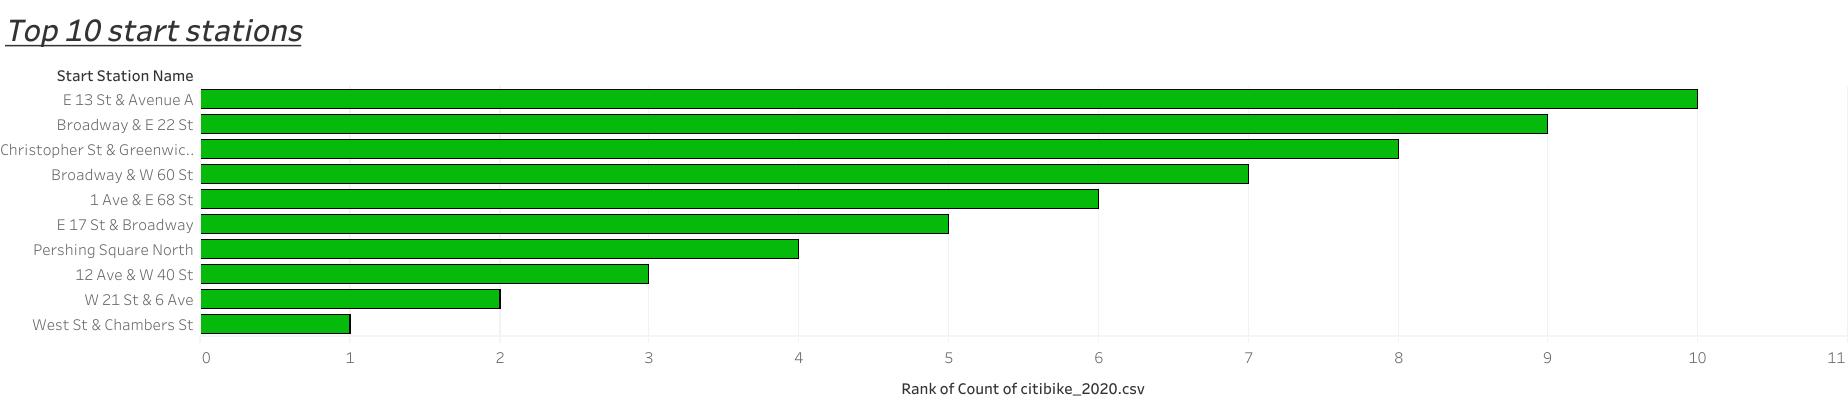 Top 10 start stations
Start Station Name
E 13 St & Avenue A
Broadway & E 22 St
Christopher St & Greenwic..
Broadway & W 60 St
1 Ave & E 68 St
E 17 St & Broadway
Pershing Square North
12 Ave & W 40 St
W 21 St & 6 Ave
West St & Chambers St
0 1 2 3 4 5 6 7 8 9 10 11
Rank of Count of citibike_2020.csv